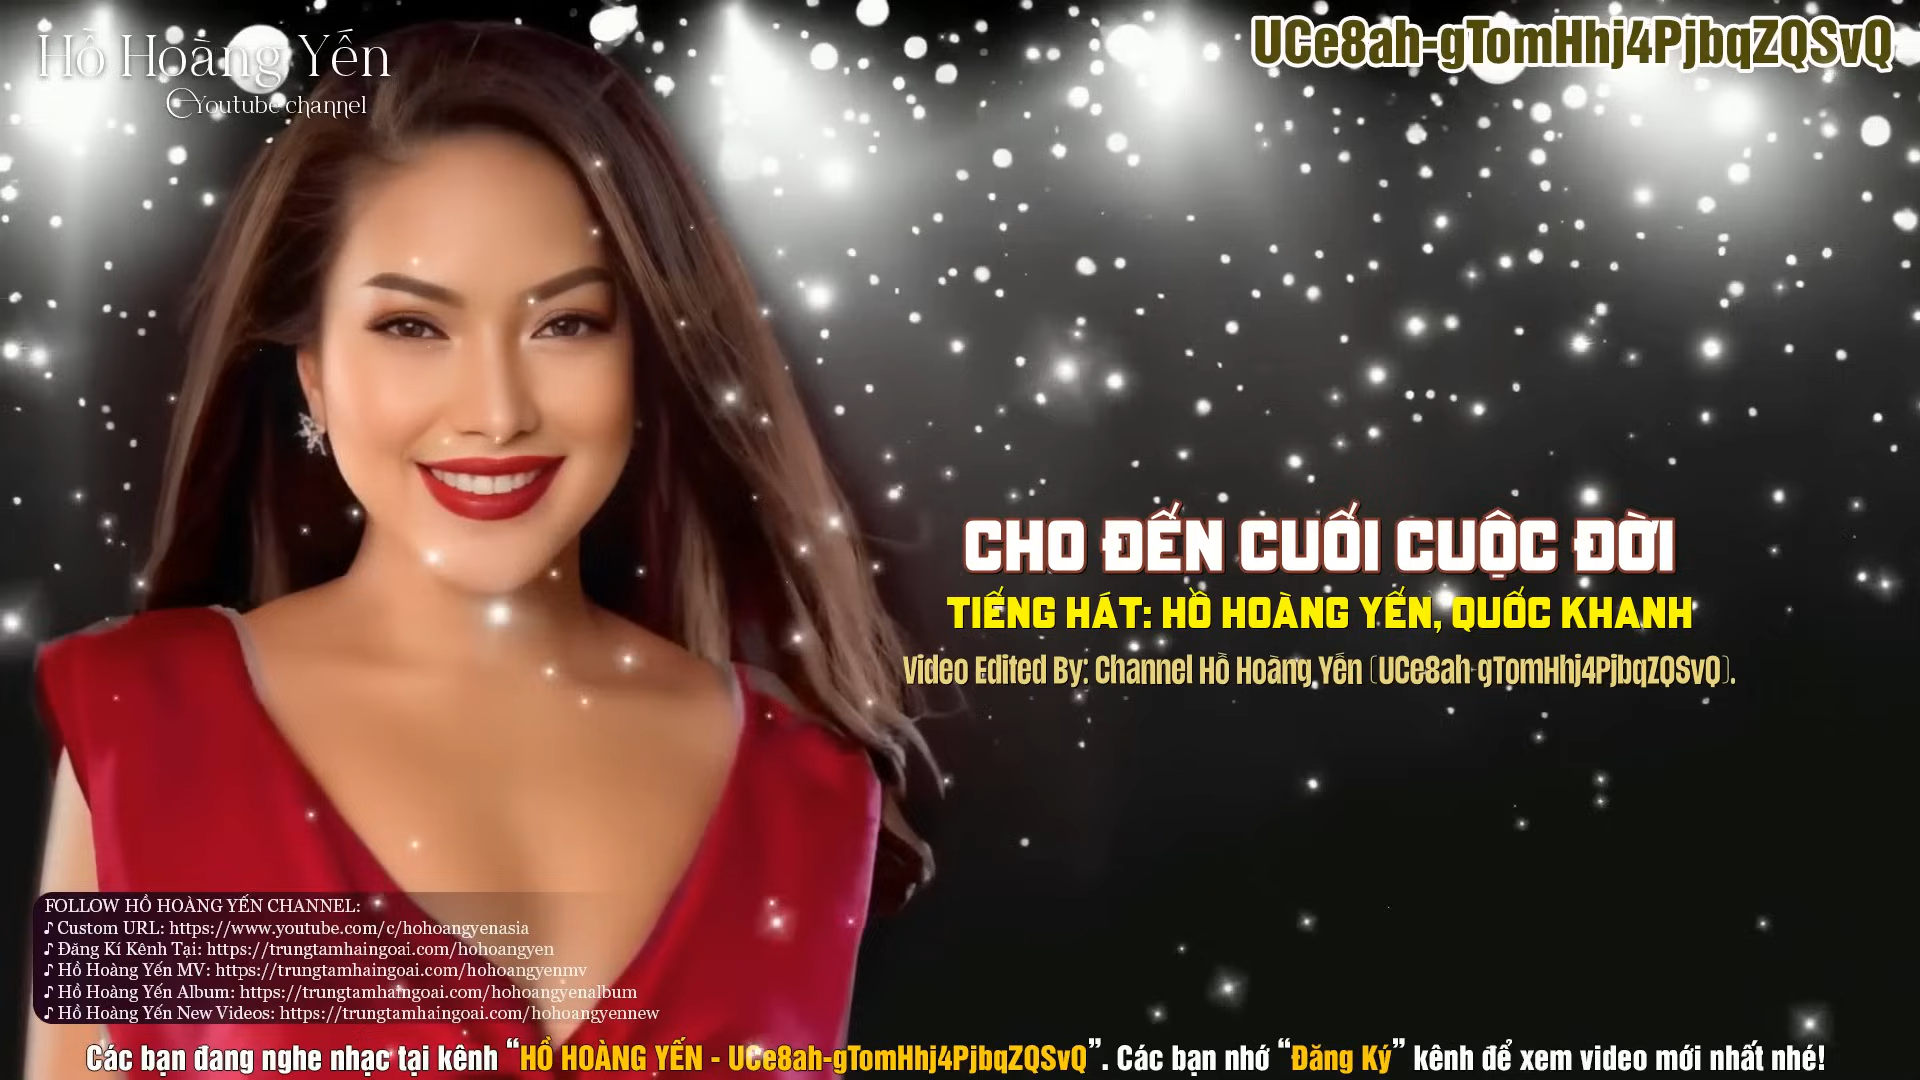 Hồ Hoàng Yến
Youtube channel
UCe8ah-gTomHhj4PjbqZQSvQ
CHO ĐẾN CUỐI CUỘC ĐỜI
TIẾNG HÁT: HỒ HOÀNG YẾN, QUỐC KHANH
Video Edited By: Channel Hồ Hoàng Yến (UCe8ah-gTomHhj4PjbqZQSvQ).
FOLLOW HỒ HOÀNG YẾN CHANNEL:
♪ Custom URL: https://www.youtube.com/c/hohoangyenasia
♪ Đăng Kí Kênh Tại: https://trungtamhaingoai.com/hohoangyen
♪ Hồ Hoàng Yến MV: https://trungtamhaingoai.com/hohoangyenmv
♪ Hồ Hoàng Yến Album: https://trungtamhaingoai.com/hohoangyenalbum
♪ Hồ Hoàng Yến New Videos: https://trungtamhaingoai.com/hohoangyennew
Các bạn đang nghe nhạc tại kênh “HỒ HOÀNG YẾN - UCe8ah-gTomHhj4PjbqZQSvQ”. Các bạn nhớ “Đăng Ký” kênh để xem video mới nhất nhé!